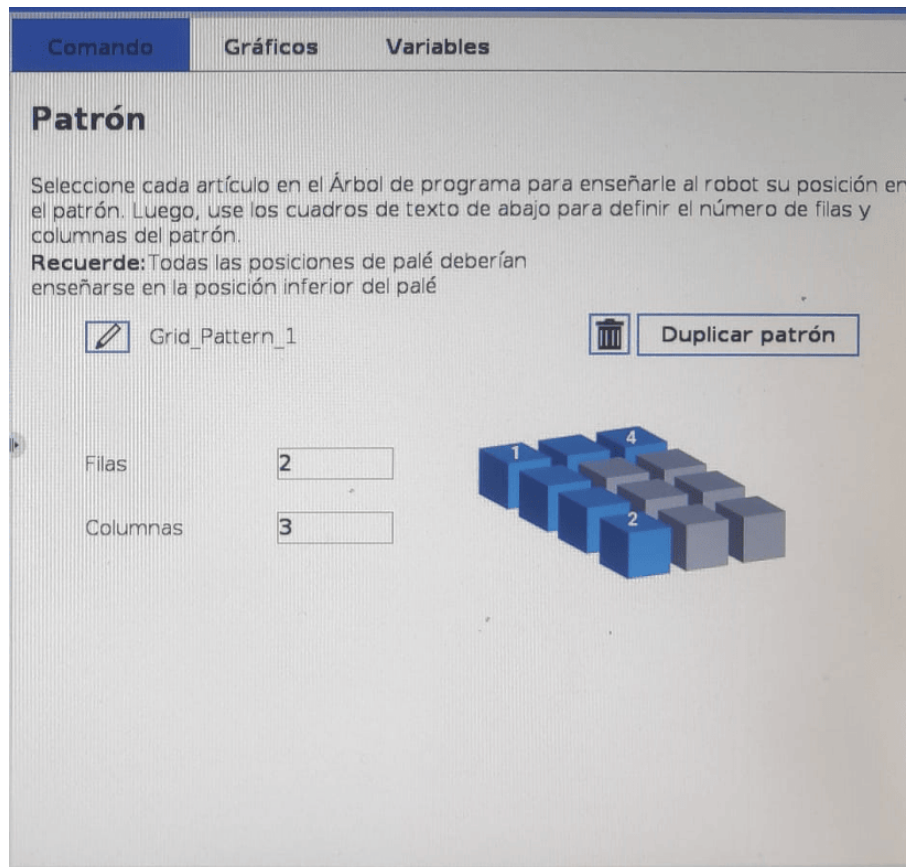 Comando Gráficos Variables
Patrón
Seleccione cada artículo en el Árbol de programa para enseñarle al robot su posición en
el patrón. Luego, use los cuadros de texto de abajo para definir el número de filas y
columnas del patrón.
Recuerde: Todas las posiciones de palé deberían
enseñarse en la posición inferior del palé
Grid_Pattern_1 Duplicar patrón
1 4
Filas 2
2
Columnas 3